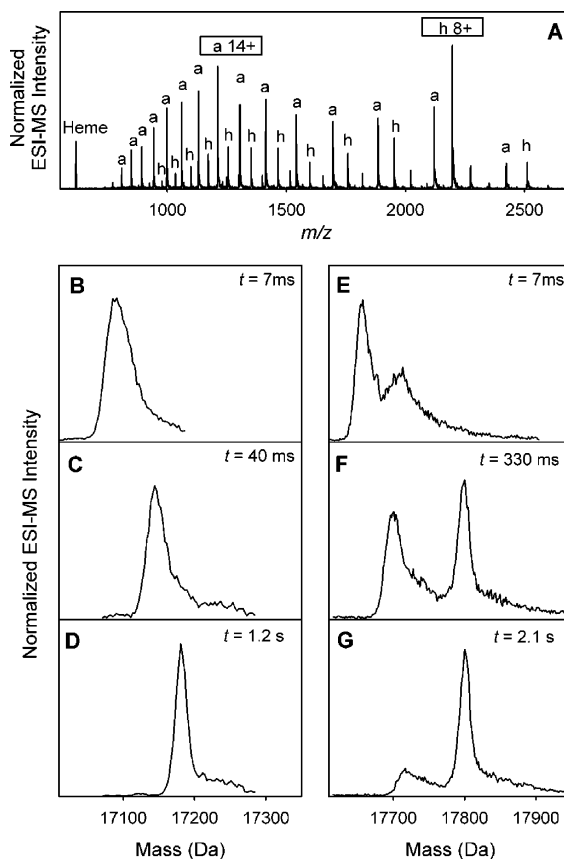 Normalized
ESI-MS Intensity
A
a 14+
h 8+
Heme
a
a
a
a
a
a
a
a
a
a
a
a
a
a
h
h
h
h
h
h
h
h
h
h
h
1000
1500
2000
2500
m/z
Normalized ESI-MS Intensity
B
t = 7ms
C
t = 40 ms
D
t = 1.2 s
17100
17200
17300
Mass (Da)
E
t = 7ms
F
t = 330 ms
G
t = 2.1 s
17700
17800
17900
Mass (Da)